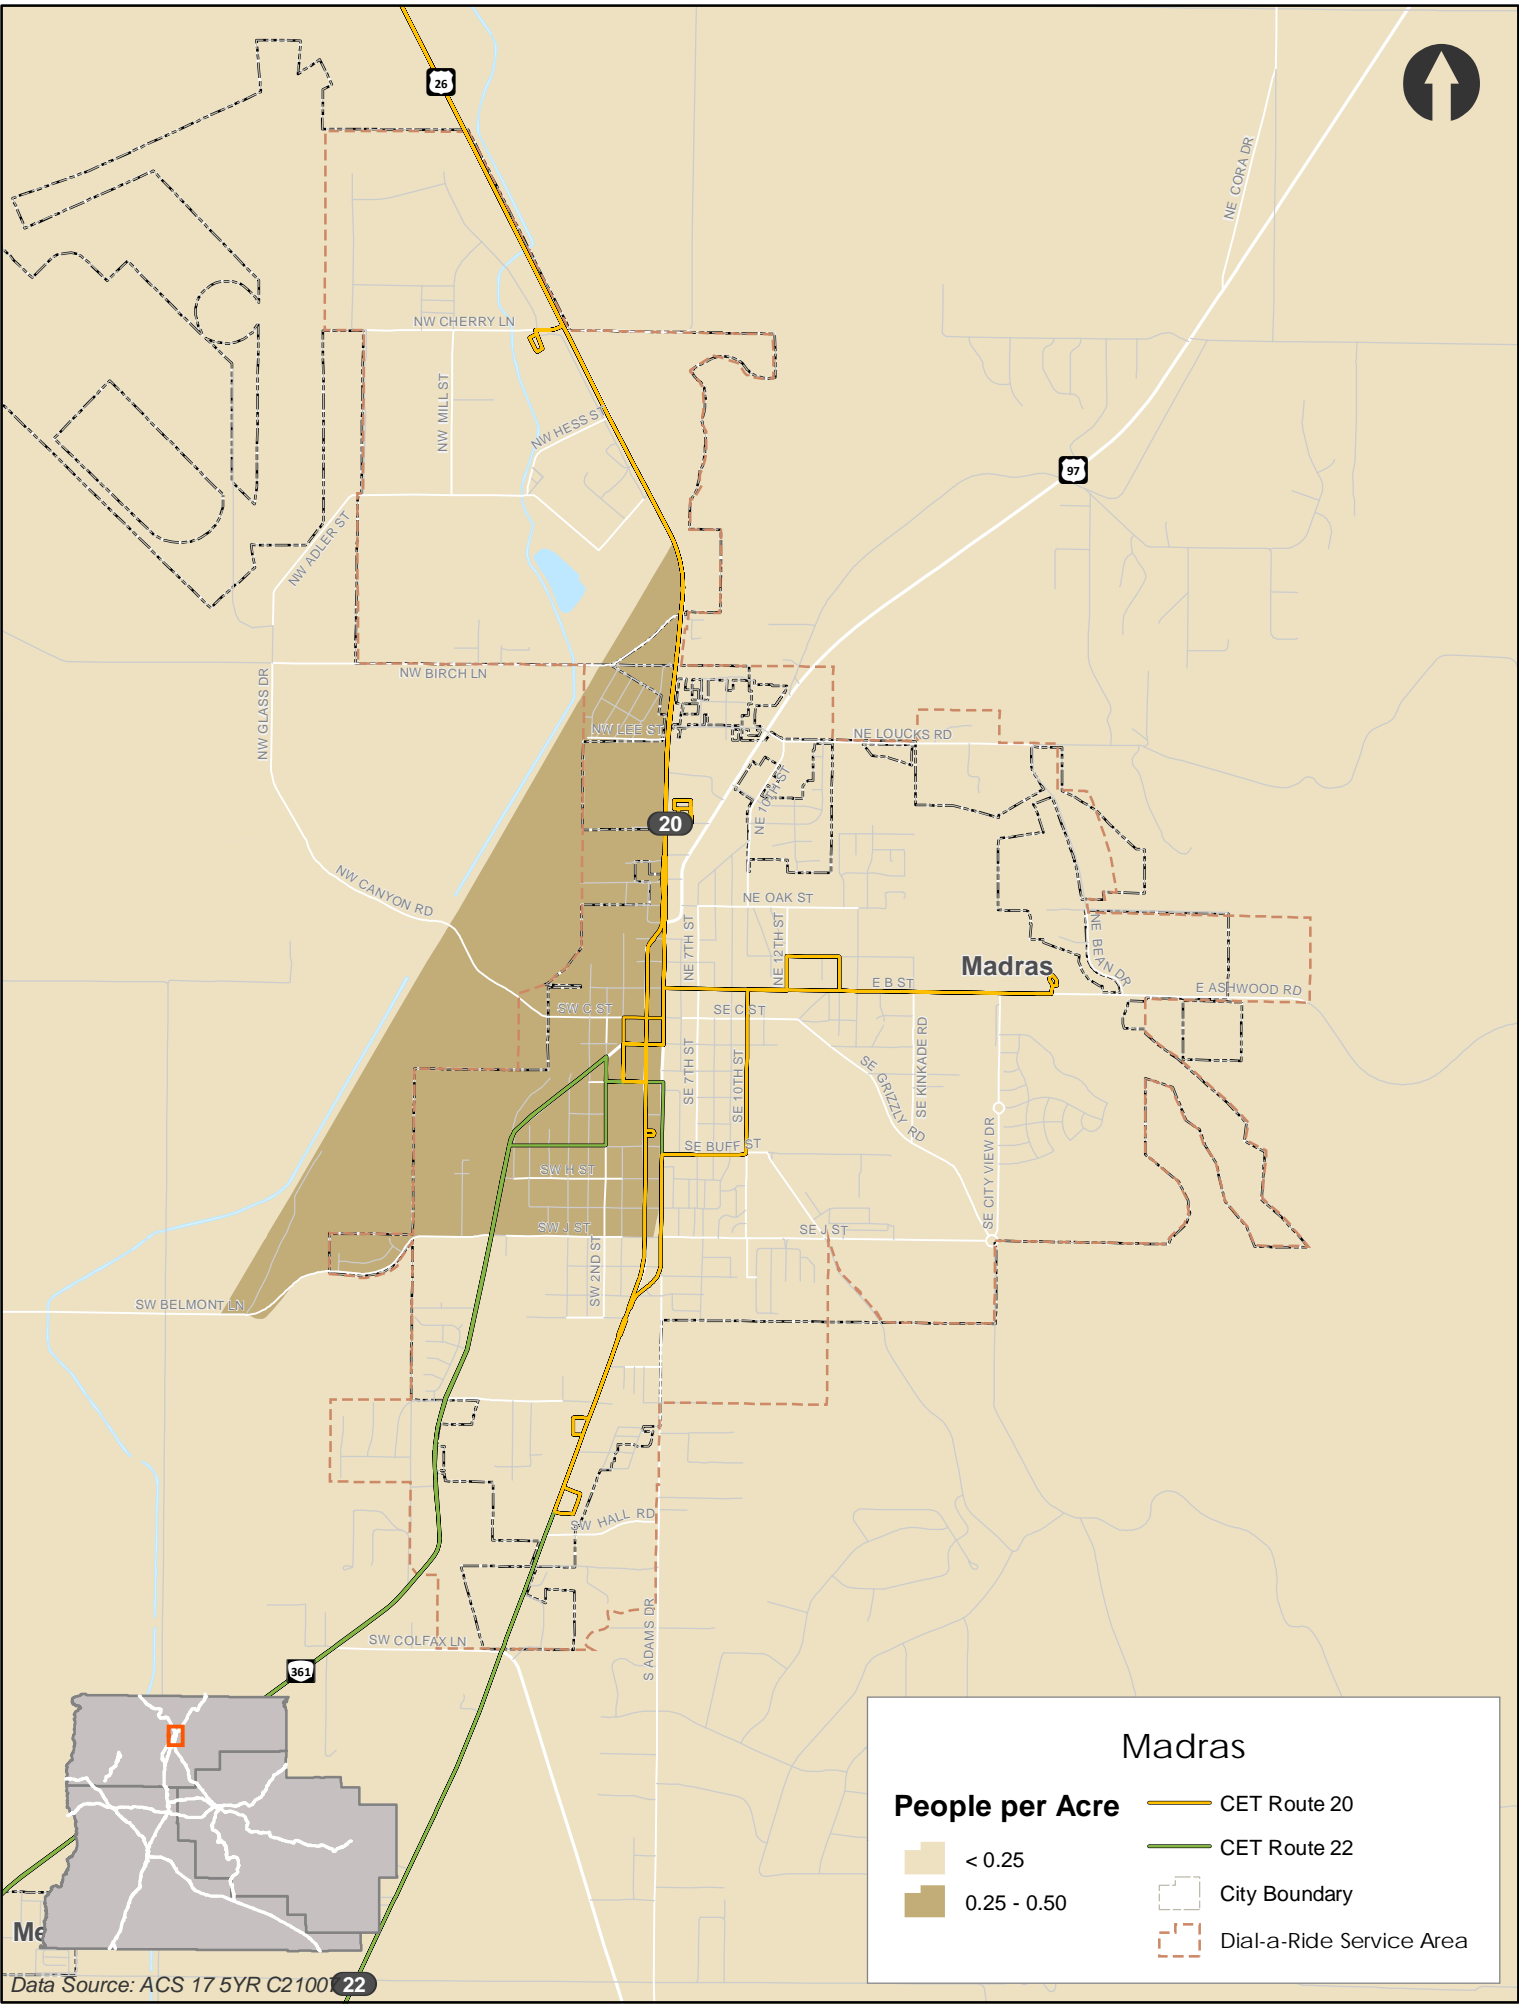 26
NE CORA DR
NW CHERRY LN
NW MILL ST
NW HESS ST
97
NW ADLER ST
NW GLASS DR
NW BIRCH LN
NW LEE ST
NE LOUCKS RD
NE 10TH ST
20
NW CANYON RD
NE OAK ST
NE 7TH ST
NE 12TH ST
Madras
NE BEAN DR
E B ST
E ASHWOOD RD
SW C ST
SE C ST
SE 7TH ST
SE 10TH ST
SE GRIZZLY RD
SE KINKADE RD
SE CITY VIEW DR
SE BUFF ST
SW H ST
SW J ST
SE J ST
SW 2ND ST
SW BELMONT LN
SW HALL RD
S ADAMS DR
SW COLFAX LN
361
Madras
People per Acre
< 0.25
0.25 - 0.50
CET Route 20
CET Route 22
City Boundary
Dial-a-Ride Service Area
Me
Data Source: ACS 17 5YR C21007
22